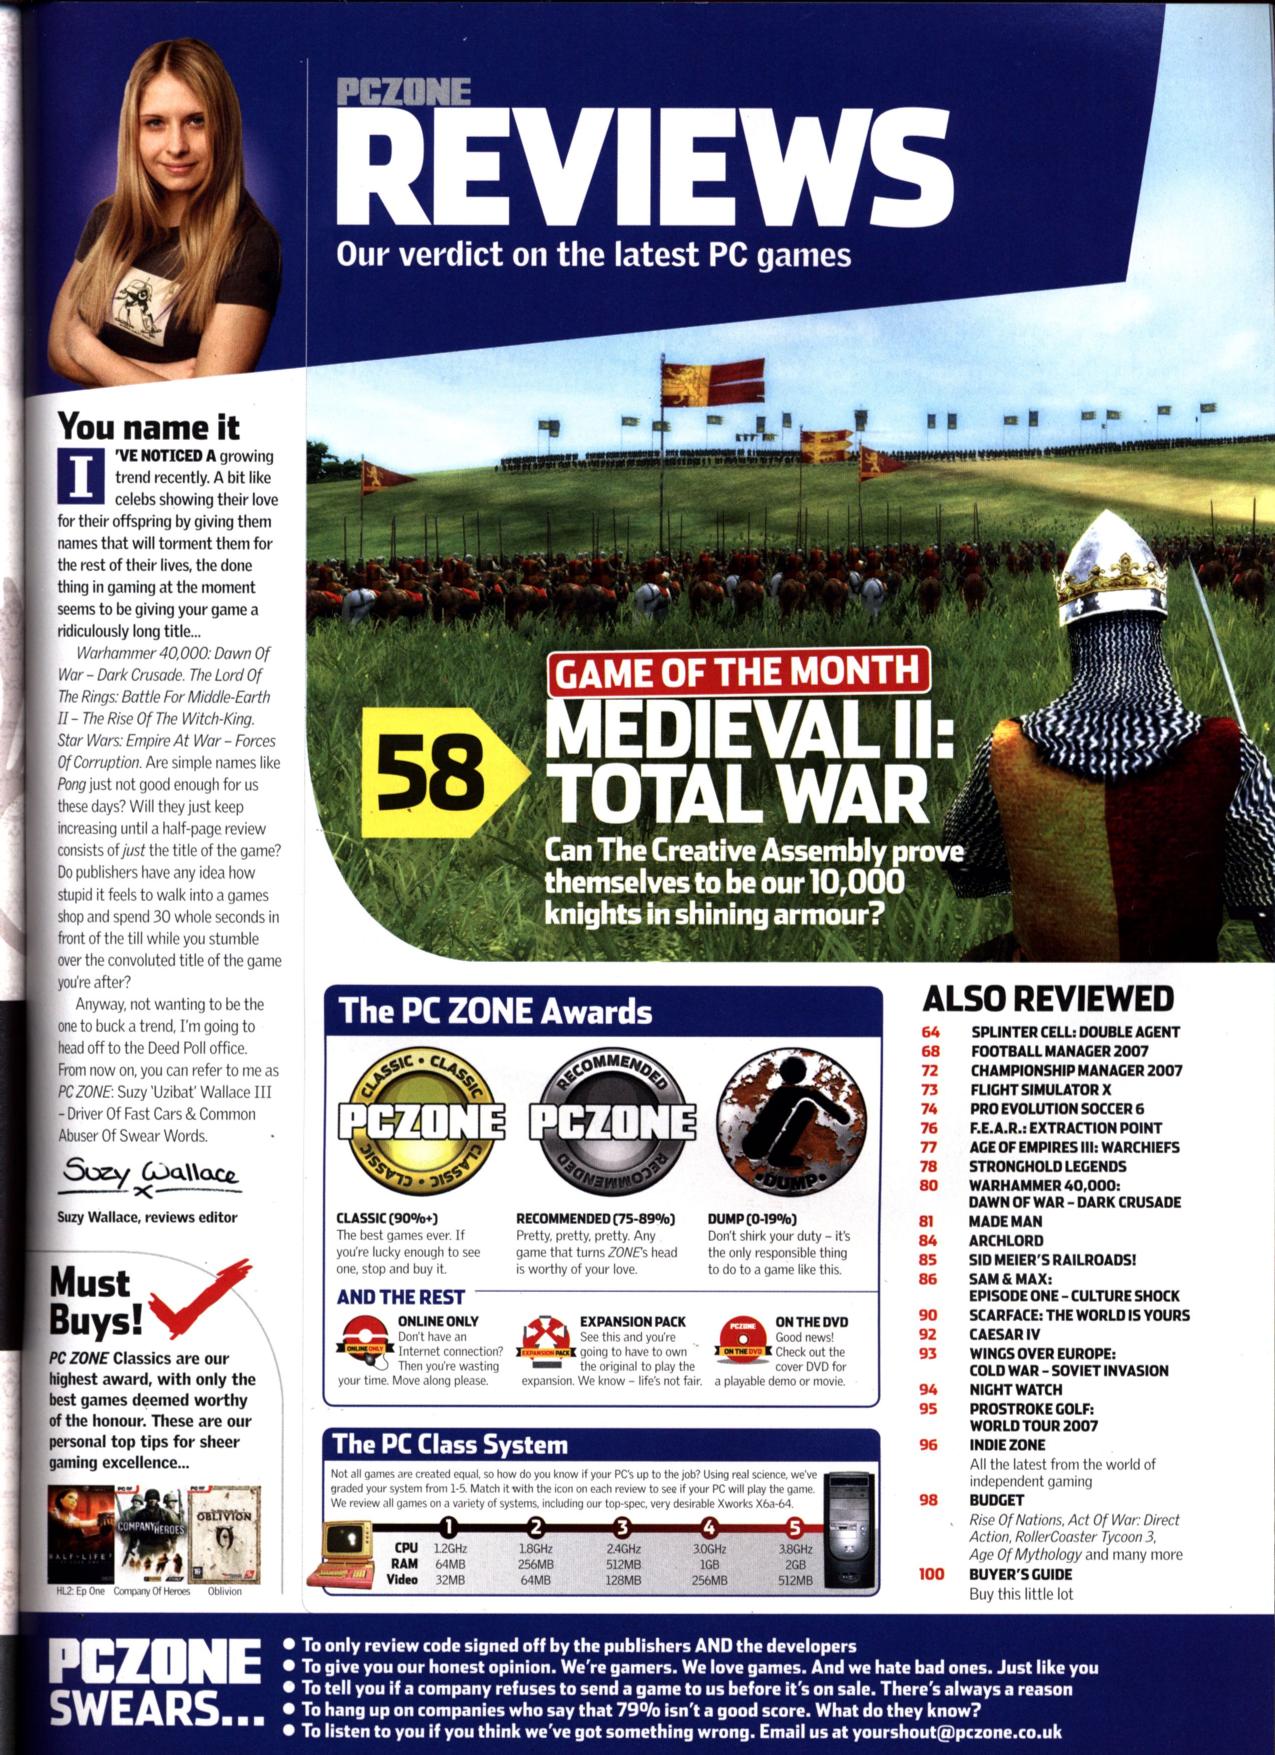 PCZONE
REVIEWS
Our verdict on the latest PC games
You name it
I'VE NOTICED A growing
trend recently. A bit like
celebs showing their love
for their offspring by giving them
names that will torment them for
the rest of their lives, the done
thing in gaming at the moment
seems to be giving your game a
ridiculously long title...
Warhammer 40,000: Dawn Of
War – Dark Crusade. The Lord Of
The Rings: Battle For Middle-Earth
II – The Rise Of The Witch-King.
Star Wars: Empire At War – Forces
Of Corruption. Are simple names like
Pong just not good enough for us
these days? Will they just keep
increasing until a half-page review
consists of just the title of the game?
Do publishers have any idea how
stupid it feels to walk into a games
shop and spend 30 whole seconds in
front of the till while you stumble
over the convoluted title of the game
you're after?
Anyway, not wanting to be the
one to buck a trend, I'm going to
head off to the Deed Poll office.
From now on, you can refer to me as
PC ZONE: Suzy 'Uzibat' Wallace III
– Driver Of Fast Cars & Common
Abuser Of Swear Words.
Suzy Wallace
x
Suzy Wallace, reviews editor
Must
Buys!
PC ZONE Classics are our
highest award, with only the
best games deemed worthy
of the honour. These are our
personal top tips for sheer
gaming excellence...
HALF-LIFE²
COMPANY of HEROES
OBLIVION
HL2: Ep One
Company Of Heroes
Oblivion
GAME OF THE MONTH
58
MEDIEVAL II:
TOTAL WAR
Can The Creative Assembly prove
themselves to be our 10,000
knights in shining armour?
The PC ZONE Awards
CLASSIC • CLASSIC
PCZONE
CLASSIC • CLASSIC
RECOMMENDED
PCZONE
RECOMMENDED
•DUMP•
CLASSIC (90%+)
The best games ever. If
you're lucky enough to see
one, stop and buy it.
RECOMMENDED (75-89%)
Pretty, pretty, pretty. Any
game that turns ZONE's head
is worthy of your love.
DUMP (0-19%)
Don't shirk your duty – it's
the only responsible thing
to do to a game like this.
AND THE REST
ONLINE ONLY
ONLINE ONLY
Don't have an
Internet connection?
Then you're wasting
your time. Move along please.
EXPANSION PACK
EXPANSION PACK
See this and you're
going to have to own
the original to play the
expansion. We know – life's not fair.
PCZONE
ON THE DVD
ON THE DVD
Good news!
Check out the
cover DVD for
a playable demo or movie.
The PC Class System
Not all games are created equal, so how do you know if your PC's up to the job? Using real science, we've
graded your system from 1-5. Match it with the icon on each review to see if your PC will play the game.
We review all games on a variety of systems, including our top-spec, very desirable Xworks X6a-64.
1 2 3 4 5
CPU 1.2GHz 1.8GHz 2.4GHz 3.0GHz 3.8GHz
RAM 64MB 256MB 512MB 1GB 2GB
Video 32MB 64MB 128MB 256MB 512MB
ALSO REVIEWED
64 SPLINTER CELL: DOUBLE AGENT
68 FOOTBALL MANAGER 2007
72 CHAMPIONSHIP MANAGER 2007
73 FLIGHT SIMULATOR X
74 PRO EVOLUTION SOCCER 6
76 F.E.A.R.: EXTRACTION POINT
77 AGE OF EMPIRES III: WARCHIEFS
78 STRONGHOLD LEGENDS
80 WARHAMMER 40,000:
DAWN OF WAR – DARK CRUSADE
81 MADE MAN
84 ARCHLORD
85 SID MEIER'S RAILROADS!
86 SAM & MAX:
EPISODE ONE – CULTURE SHOCK
90 SCARFACE: THE WORLD IS YOURS
92 CAESAR IV
93 WINGS OVER EUROPE:
COLD WAR – SOVIET INVASION
94 NIGHT WATCH
95 PROSTROKE GOLF:
WORLD TOUR 2007
96 INDIE ZONE
All the latest from the world of
independent gaming
98 BUDGET
Rise Of Nations, Act Of War: Direct
Action, RollerCoaster Tycoon 3,
Age Of Mythology and many more
100 BUYER'S GUIDE
Buy this little lot
PCZONE
SWEARS...
● To only review code signed off by the publishers AND the developers
● To give you our honest opinion. We're gamers. We love games. And we hate bad ones. Just like you
● To tell you if a company refuses to send a game to us before it's on sale. There's always a reason
● To hang up on companies who say that 79% isn't a good score. What do they know?
● To listen to you if you think we've got something wrong. Email us at yourshout@pczone.co.uk